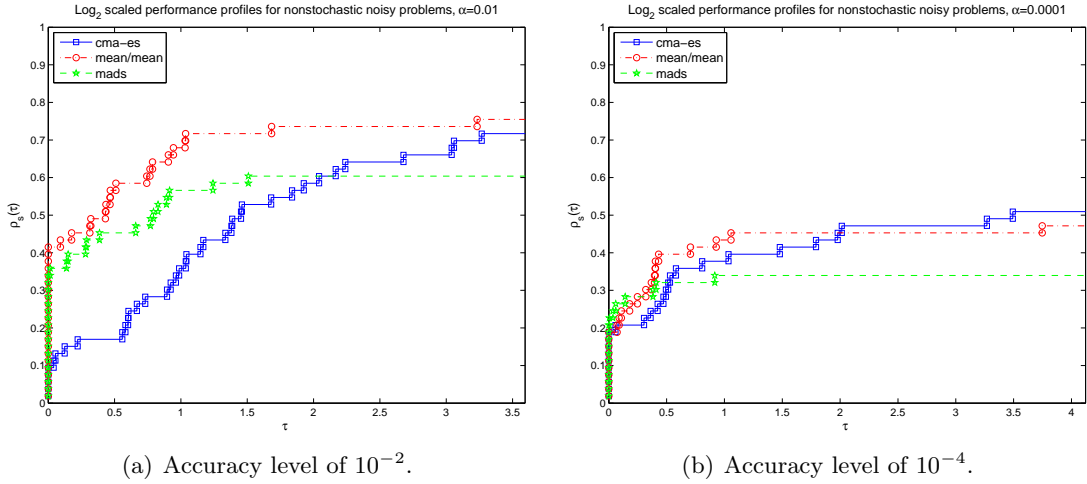 Log₂ scaled performance profiles for nonstochastic noisy problems, α=0.01
1
0.9
0.8
0.7
0.6
0.5
0.4
0.3
0.2
0.1
0
ρₛ(τ)
cma-es
mean/mean
mads
0
0.5
1
1.5
2
2.5
3
3.5
τ
(a) Accuracy level of 10⁻².
Log₂ scaled performance profiles for nonstochastic noisy problems, α=0.0001
1
0.9
0.8
0.7
0.6
0.5
0.4
0.3
0.2
0.1
0
ρₛ(τ)
cma-es
mean/mean
mads
0
0.5
1
1.5
2
2.5
3
3.5
4
τ
(b) Accuracy level of 10⁻⁴.